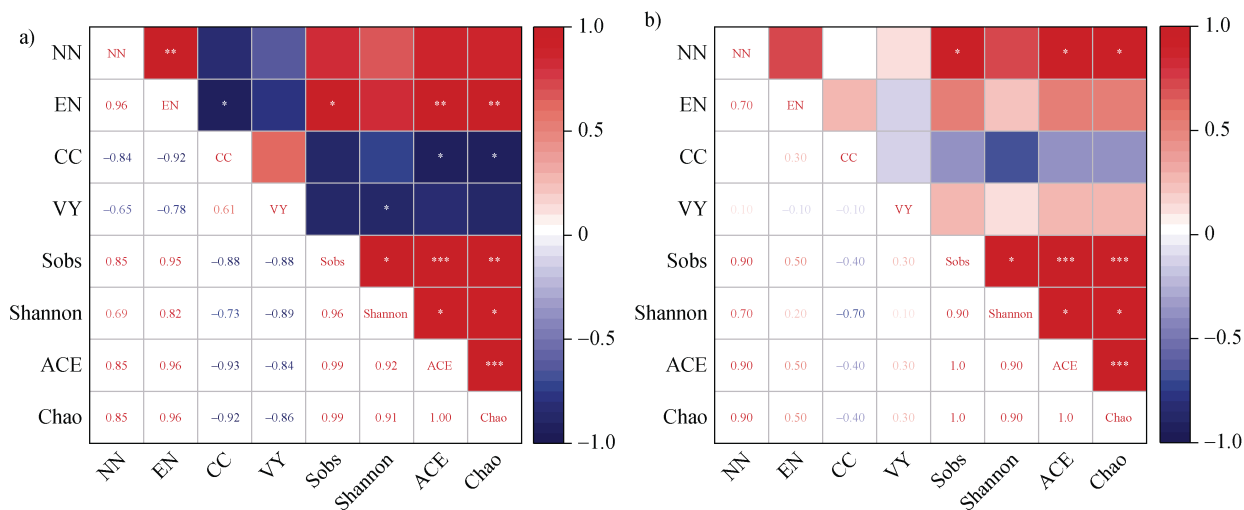 a)
NN NN ** 1.0
EN 0.96 EN * * ** ** 0.5
CC −0.84 −0.92 CC * *
VY −0.65 −0.78 0.61 VY * 0
Sobs 0.85 0.95 −0.88 −0.88 Sobs * *** **
Shannon 0.69 0.82 −0.73 −0.89 0.96 Shannon * * −0.5
ACE 0.85 0.96 −0.93 −0.84 0.99 0.92 ACE ***
Chao 0.85 0.96 −0.92 −0.86 0.99 0.91 1.00 Chao −1.0
NN EN CC VY Sobs Shannon ACE Chao
b)
NN NN * * * 1.0
EN 0.70 EN 0.5
CC 0.30 CC
VY 0.10 −0.10 −0.10 VY 0
Sobs 0.90 0.50 −0.40 0.30 Sobs * *** ***
Shannon 0.70 0.20 −0.70 0.10 0.90 Shannon * * −0.5
ACE 0.90 0.50 −0.40 0.30 1.0 0.90 ACE ***
Chao 0.90 0.50 −0.40 0.30 1.0 0.90 1.0 Chao −1.0
NN EN CC VY Sobs Shannon ACE Chao